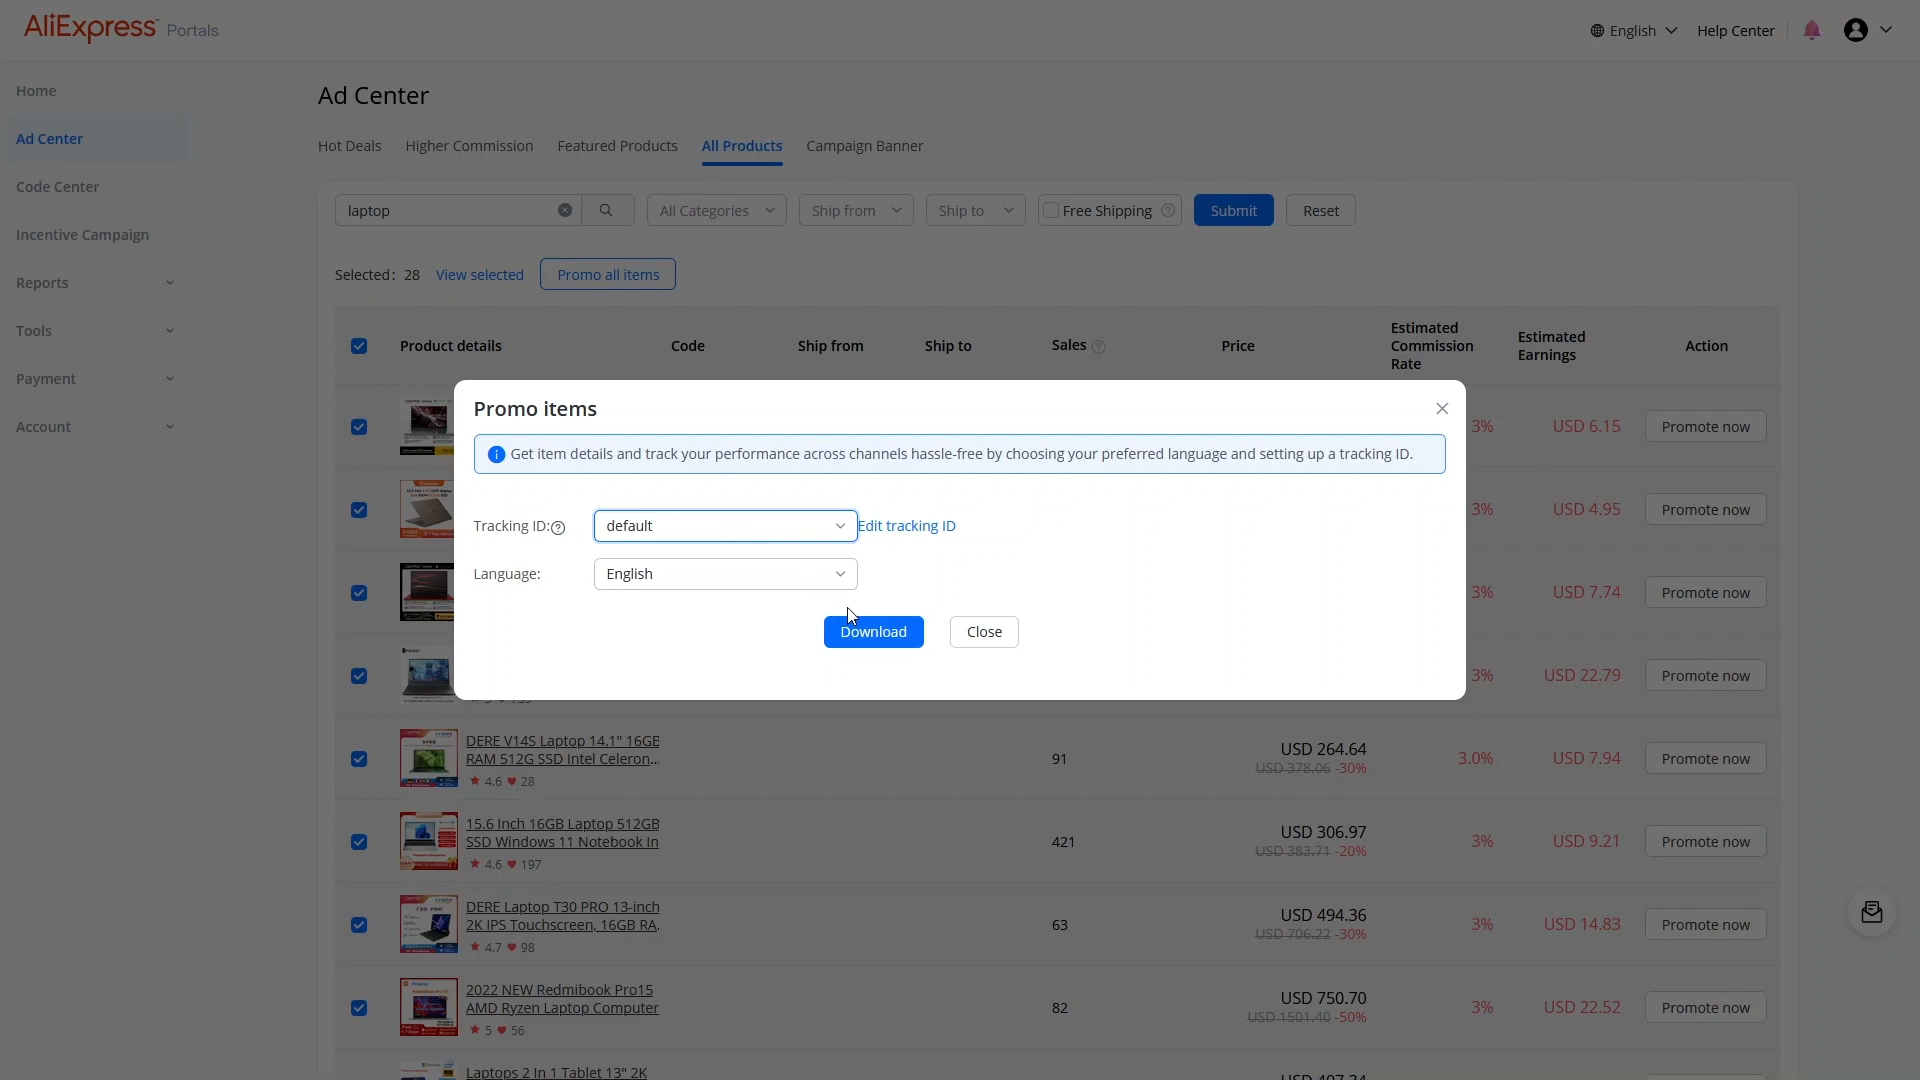 AliExpress Portals
English
Help Center
Home
Ad Center
Code Center
Incentive Campaign
Reports
Tools
Payment
Account
Ad Center
Hot Deals Higher Commission Featured Products All Products Campaign Banner
laptop
All Categories
Ship from
Ship to
Free Shipping
Submit
Reset
Selected: 28 View selected Promo all items
Product details Code Ship from Ship to Sales Price Estimated Commission Rate Estimated Earnings Action
3% USD 6.15 Promote now
3% USD 4.95 Promote now
3% USD 7.74 Promote now
3% USD 22.79 Promote now
Promo items
Get item details and track your performance across channels hassle-free by choosing your preferred language and setting up a tracking ID.
Tracking ID: default Edit tracking ID
Language: English
Download Close
DERE V14S Laptop 14.1" 16GB
RAM 512G SSD Intel Celeron...
4.6 28
91
USD 264.64
USD 378.06 -30%
3.0% USD 7.94 Promote now
15.6 Inch 16GB Laptop 512GB
SSD Windows 11 Notebook In
4.6 197
421
USD 306.97
USD 383.71 -20%
3% USD 9.21 Promote now
DERE Laptop T30 PRO 13-inch
2K IPS Touchscreen, 16GB RA.
4.7 98
63
USD 494.36
USD 706.22 -30%
3% USD 14.83 Promote now
2022 NEW Redmibook Pro15
AMD Ryzen Laptop Computer
5 56
82
USD 750.70
USD 1501.40 -50%
3% USD 22.52 Promote now
Laptops 2 In 1 Tablet 13" 2K
USD 407.34